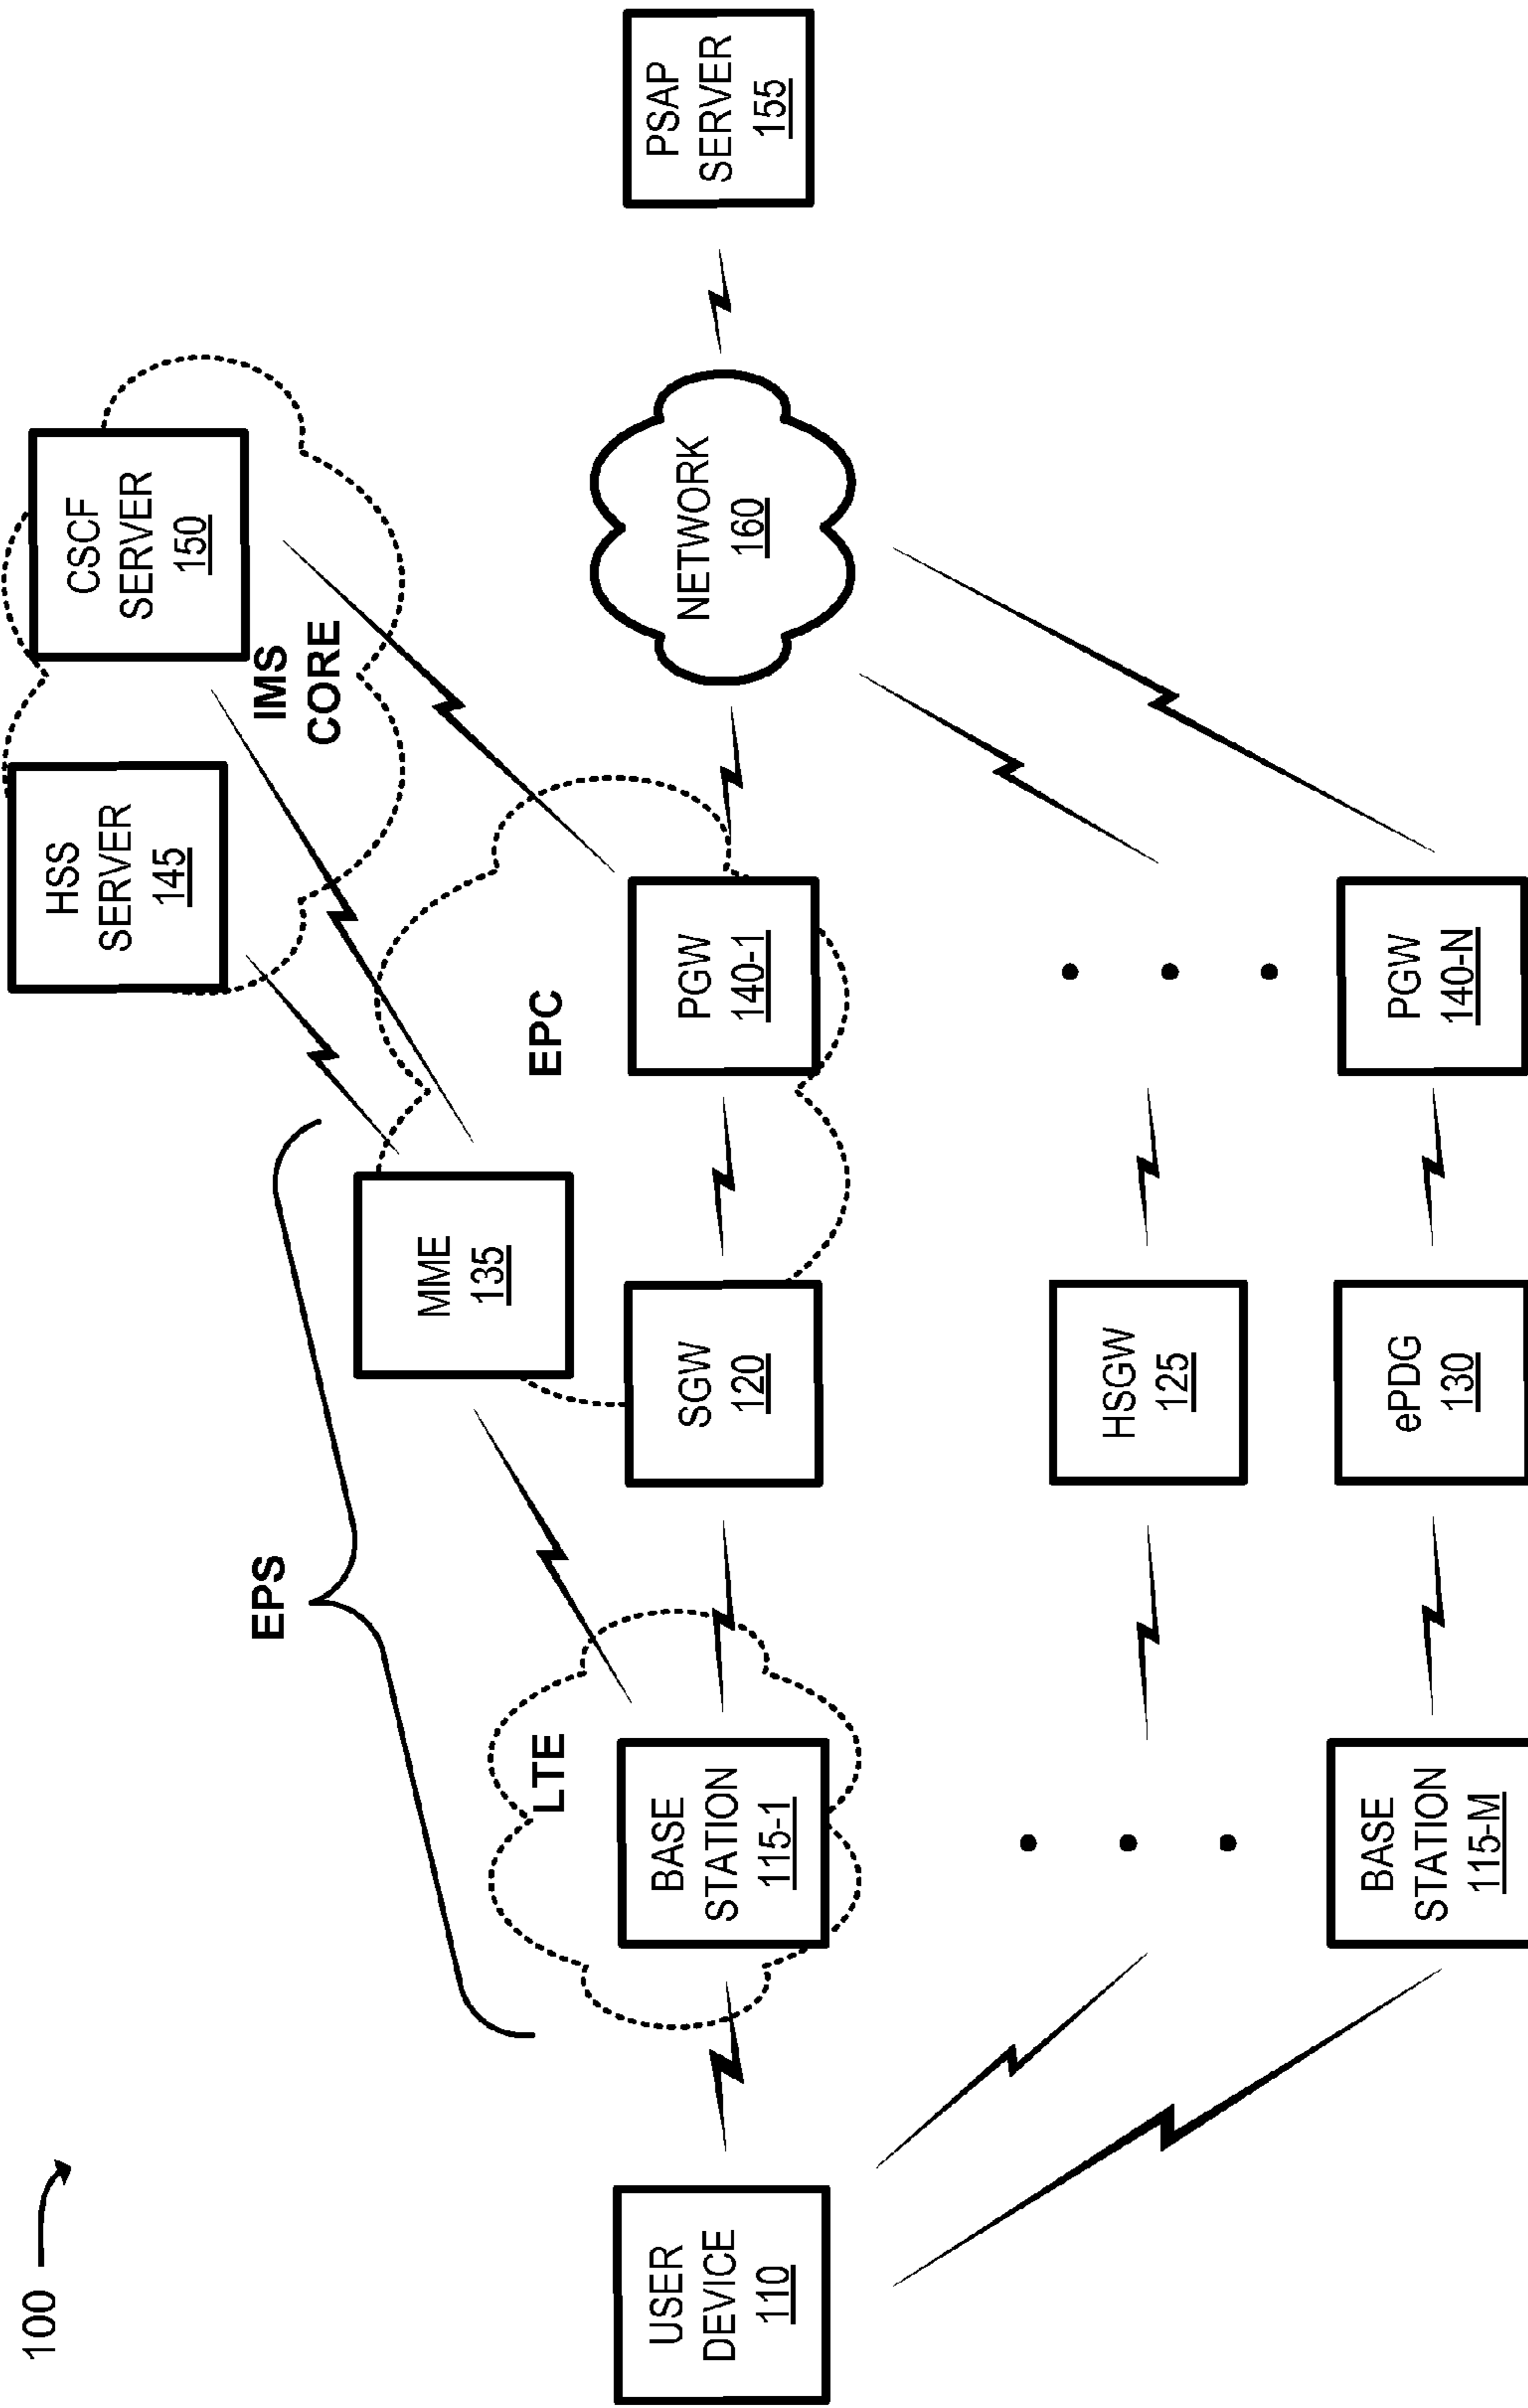 100
EPS
HSS
SERVER
145
CSCF
SERVER
150
IMS
CORE
MME
135
EPC
LTE
USER
DEVICE
110
BASE
STATION
115-1
SGW
120
PGW
140-1
NETWORK
160
PSAP
SERVER
155
HSGW
125
BASE
STATION
115-M
ePDG
130
PGW
140-N